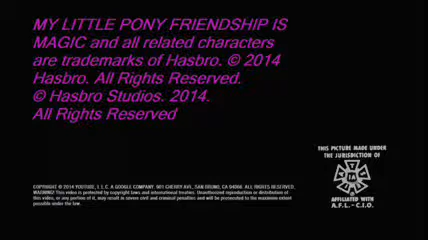 MY LITTLE PONY FRIENDSHIP IS
MAGIC and all related characters
are trademarks of Hasbro. © 2014
Hasbro. All Rights Reserved.
© Hasbro Studios. 2014.
All Rights Reserved
THIS PICTURE MADE UNDER
THE JURISDICTION OF
IATSE
AFFILIATED WITH
A.F.L. - C.I.O.
COPYRIGHT © 2014 YOUTUBE, L.L.C. A GOOGLE COMPANY. 901 CHERRY AVE., SAN BRUNO, CA 94066. ALL RIGHTS RESERVED.
WARNING! This video is protected by copyright laws and international treaties. Unauthorized reproduction or distribution of
this video, or any portion of it, may result in severe civil and criminal penalties and will be prosecuted to the maximum extent
possible under the law.